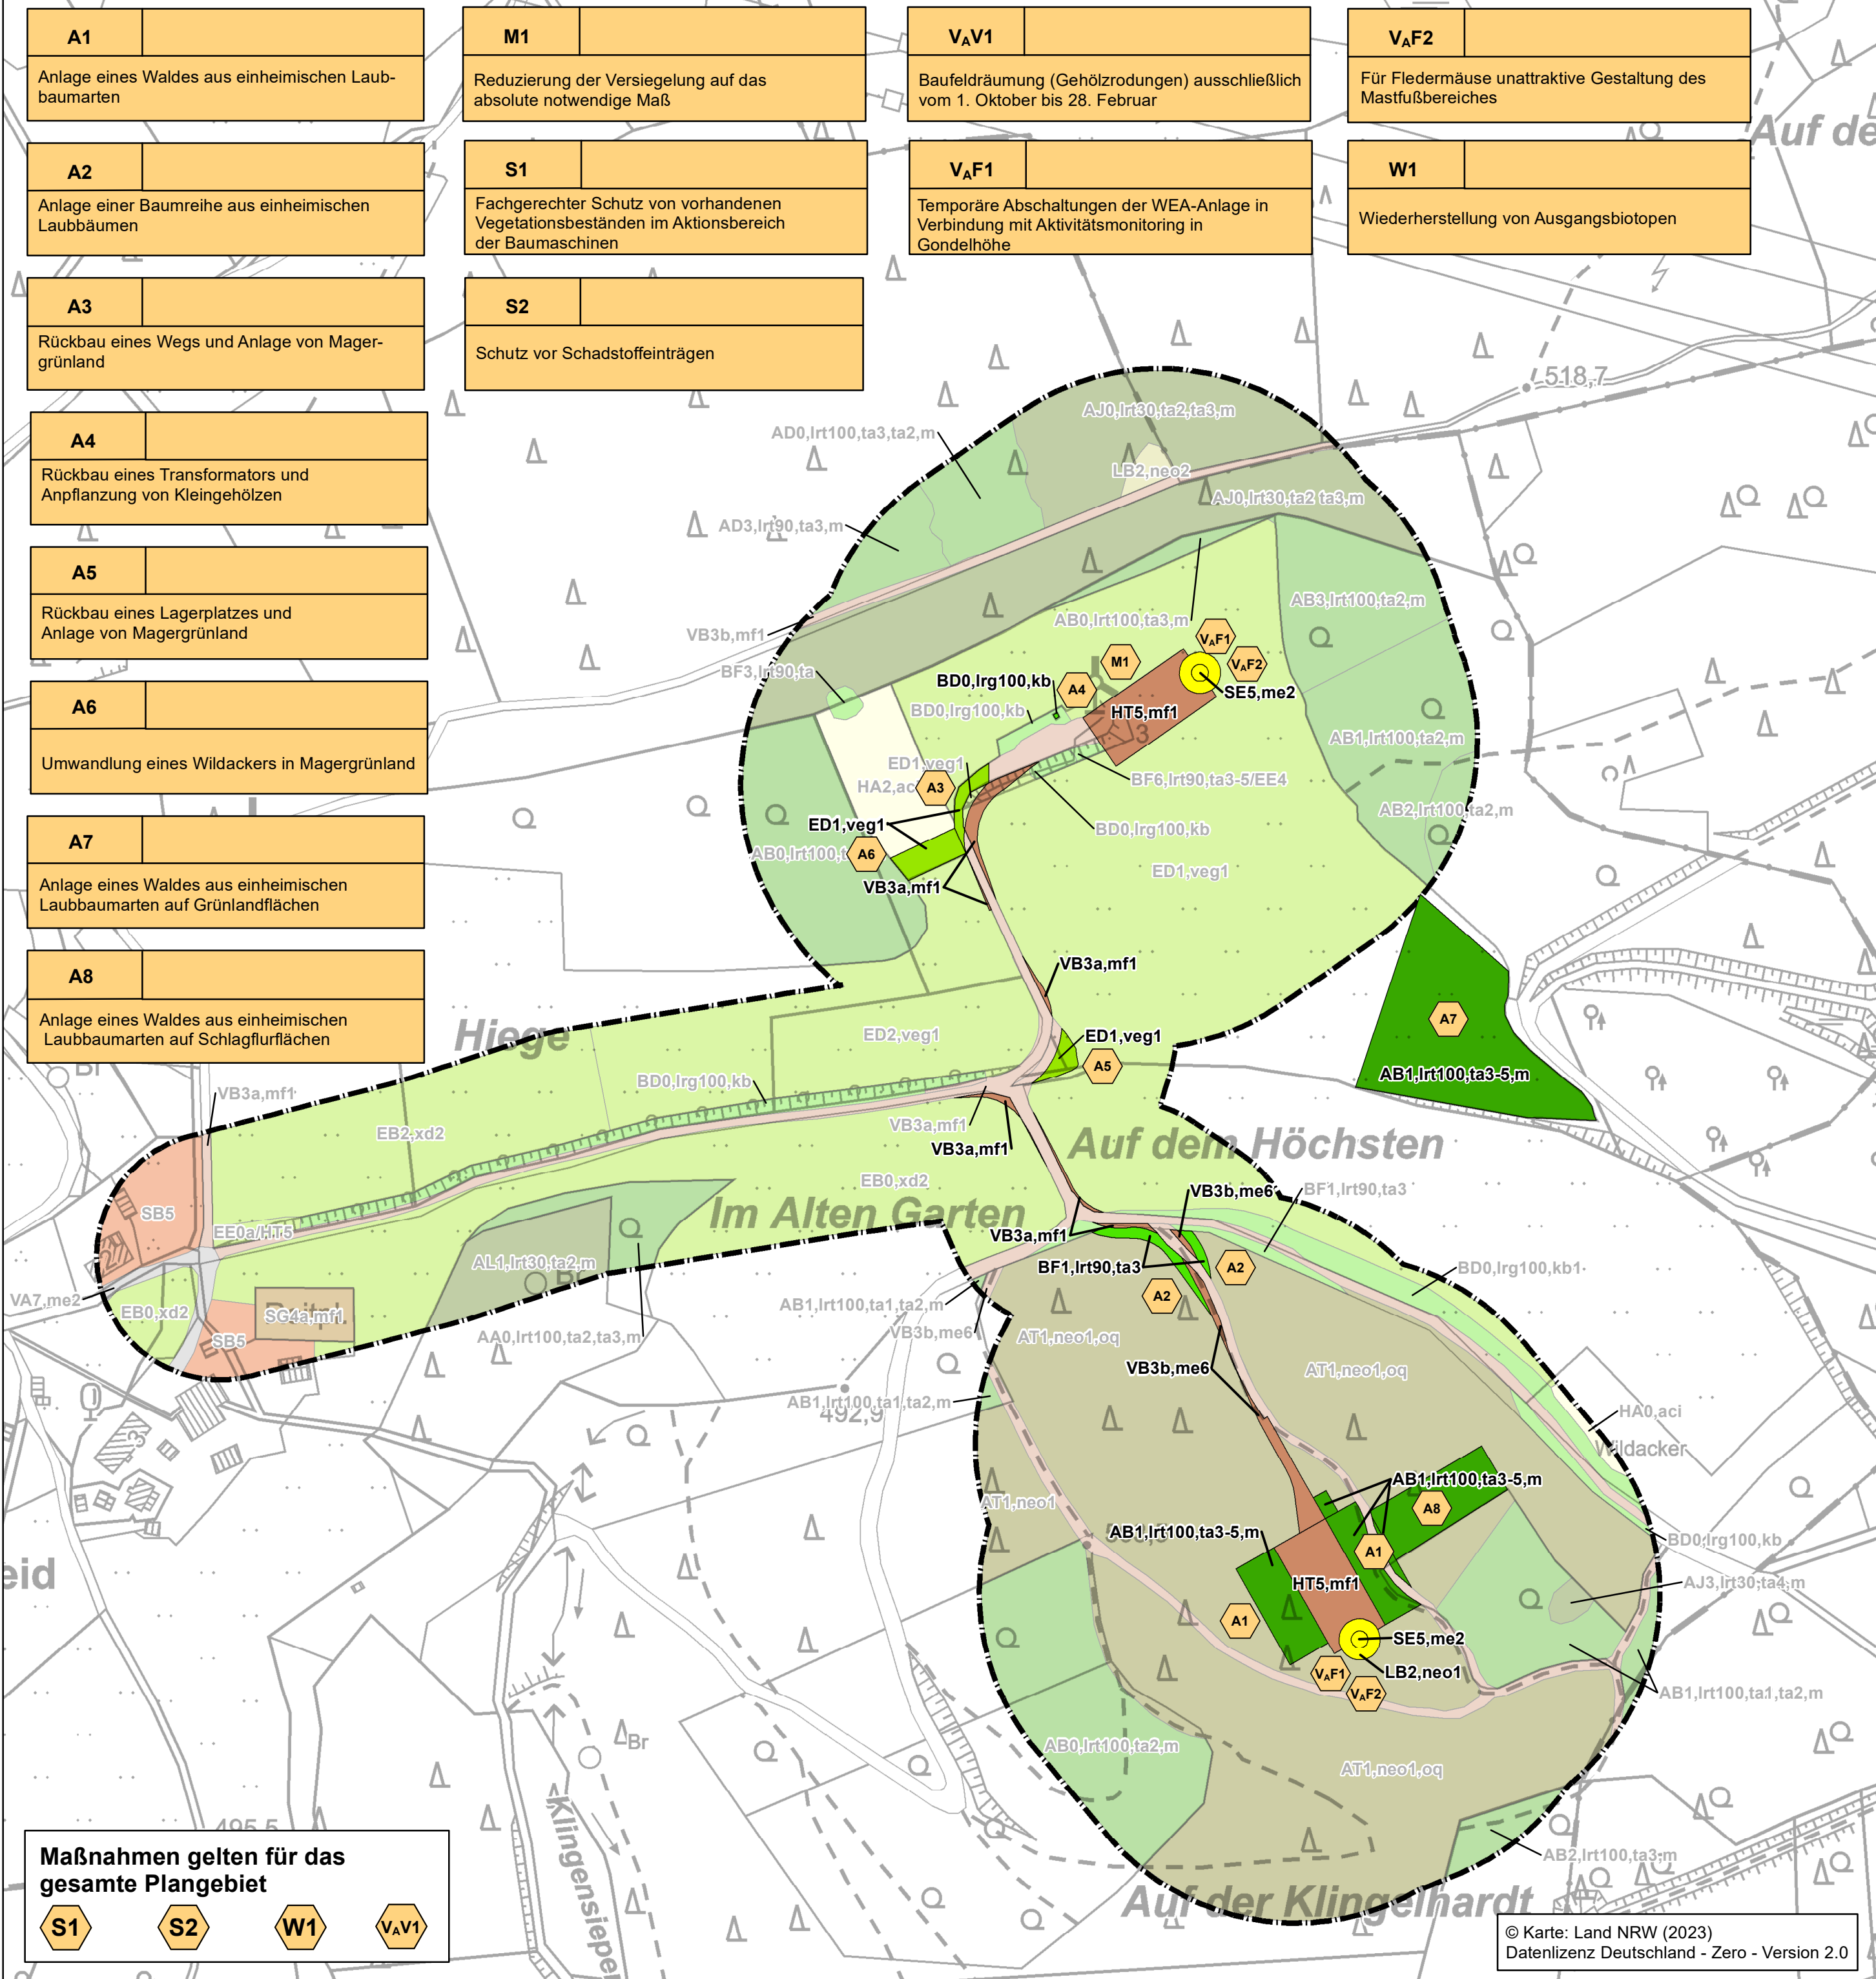 A1
Anlage eines Waldes aus einheimischen Laub-
baumarten
M1
Reduzierung der Versiegelung auf das
absolute notwendige Maß
VAV1
Baufeldräumung (Gehölzrodungen) ausschließlich
vom 1. Oktober bis 28. Februar
VAF2
Für Fledermäuse unattraktive Gestaltung des
Mastfußbereiches
Auf de
A2
Anlage einer Baumreihe aus einheimischen
Laubbäumen
S1
Fachgerechter Schutz von vorhandenen
Vegetationsbeständen im Aktionsbereich
der Baumaschinen
VAF1
Temporäre Abschaltungen der WEA-Anlage in
Verbindung mit Aktivitätsmonitoring in
Gondelhöhe
W1
Wiederherstellung von Ausgangsbiotopen
A3
Rückbau eines Wegs und Anlage von Mager-
grünland
S2
Schutz vor Schadstoffeinträgen
A4
Rückbau eines Transformators und
Anpflanzung von Kleingehölzen
A5
Rückbau eines Lagerplatzes und
Anlage von Magergrünland
A6
Umwandlung eines Wildackers in Magergrünland
A7
Anlage eines Waldes aus einheimischen
Laubbaumarten auf Grünlandflächen
A8
Anlage eines Waldes aus einheimischen
Laubbaumarten auf Schlagflurflächen
518,7
AJ0,lrt30,ta2,ta3,m
AD0,lrt100,ta3,ta2,m
LB2,neo2
AJ0,lrt30,ta2 ta3,m
AD3,lrt90,ta3,m
AB3,lrt100,ta2,m
AB0,lrt100,ta3,m
VB3b,mf1
VAF1
M1
VAF2
BF3,lrt90,ta
BD0,lrg100,kb
A4
SE5,me2
BD0,lrg100,kb
HT5,mf1
3
AB1,lrt100,ta2,m
ED1,veg1
BF6,lrt90,ta3-5/EE4
HA2,ac
A3
AB2,lrt100,ta2,m
ED1,veg1
BD0,lrg100,kb
AB0,lrt100,t
A6
ED1,veg1
VB3a,mf1
VB3a,mf1
A7
Hiege
ED2,veg1
ED1,veg1
A5
AB1,lrt100,ta3-5,m
BD0,lrg100,kb
VB3a,mf1
VB3a,mf1
EB2,xd2
VB3a,mf1
Auf dem Höchsten
EB0,xd2
VB3b,me6
BF1,lrt90,ta3
SB5
Im Alten Garten
EE0a/HT5
VB3a,mf1
BF1,lrt90,ta3
A2
BD0,lrg100,kb1
AL1,lrt30,ta2,m
Br
A2
VA7,me2
EB0,xd2
SG4a,mf1
AB1,lrt100,ta1,ta2,m
SB5
AA0,lrt100,ta2,ta3,m
VB3b,me6
AT1,neo1,oq
VB3b,me6
AT1,neo1,oq
AB1,lrt100,ta1,ta2,m
492,9
HA0,aci
Wildacker
AT1,neo1
AB1,lrt100,ta3-5,m
A8
AB1,lrt100,ta3-5,m
BD0,lrg100,kb
A1
eid
HT5,mf1
AJ3,lrt30,ta4,m
A1
SE5,me2
LB2,neo1
VAF1
VAF2
AB1,lrt100,ta1,ta2,m
Br
AB0,lrt100,ta2,m
AT1,neo1,oq
495,5
Klingensieper
AB2,lrt100,ta3,m
Auf der Klingelhardt
Maßnahmen gelten für das
gesamte Plangebiet
S1
S2
W1
VAV1
© Karte: Land NRW (2023)
Datenlizenz Deutschland - Zero - Version 2.0